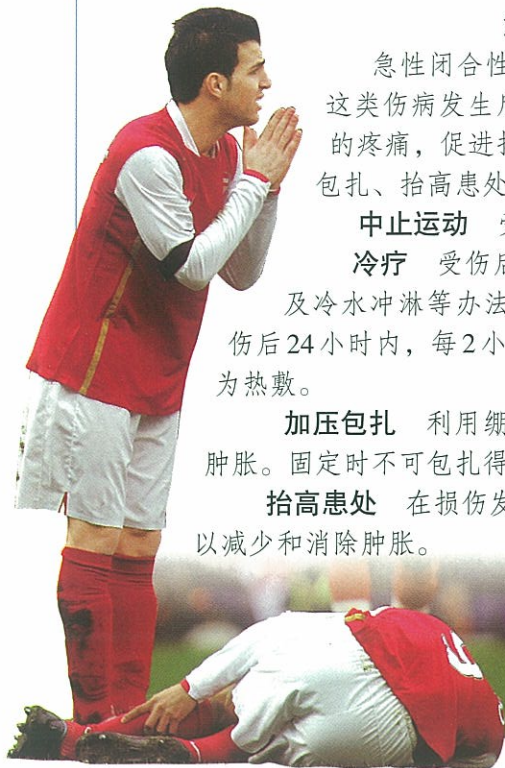 急性闭合性
这类伤病发生
的疼痛，促进
包扎、抬高患处
中止运动
冷疗 受伤后
及冷水冲淋等办法
伤后24小时内，每2小
为热敷。
加压包扎 利用绷
肿胀。固定时不可包扎得
抬高患处 在损伤发
以减少和消除肿胀。